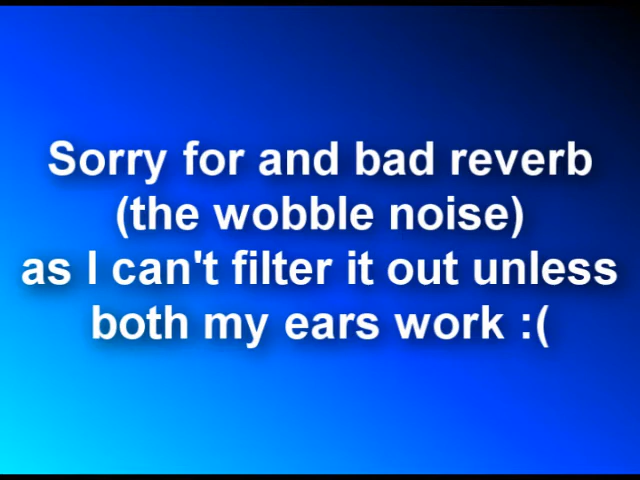 Sorry for and bad reverb
(the wobble noise)
as I can't filter it out unless
both my ears work :(